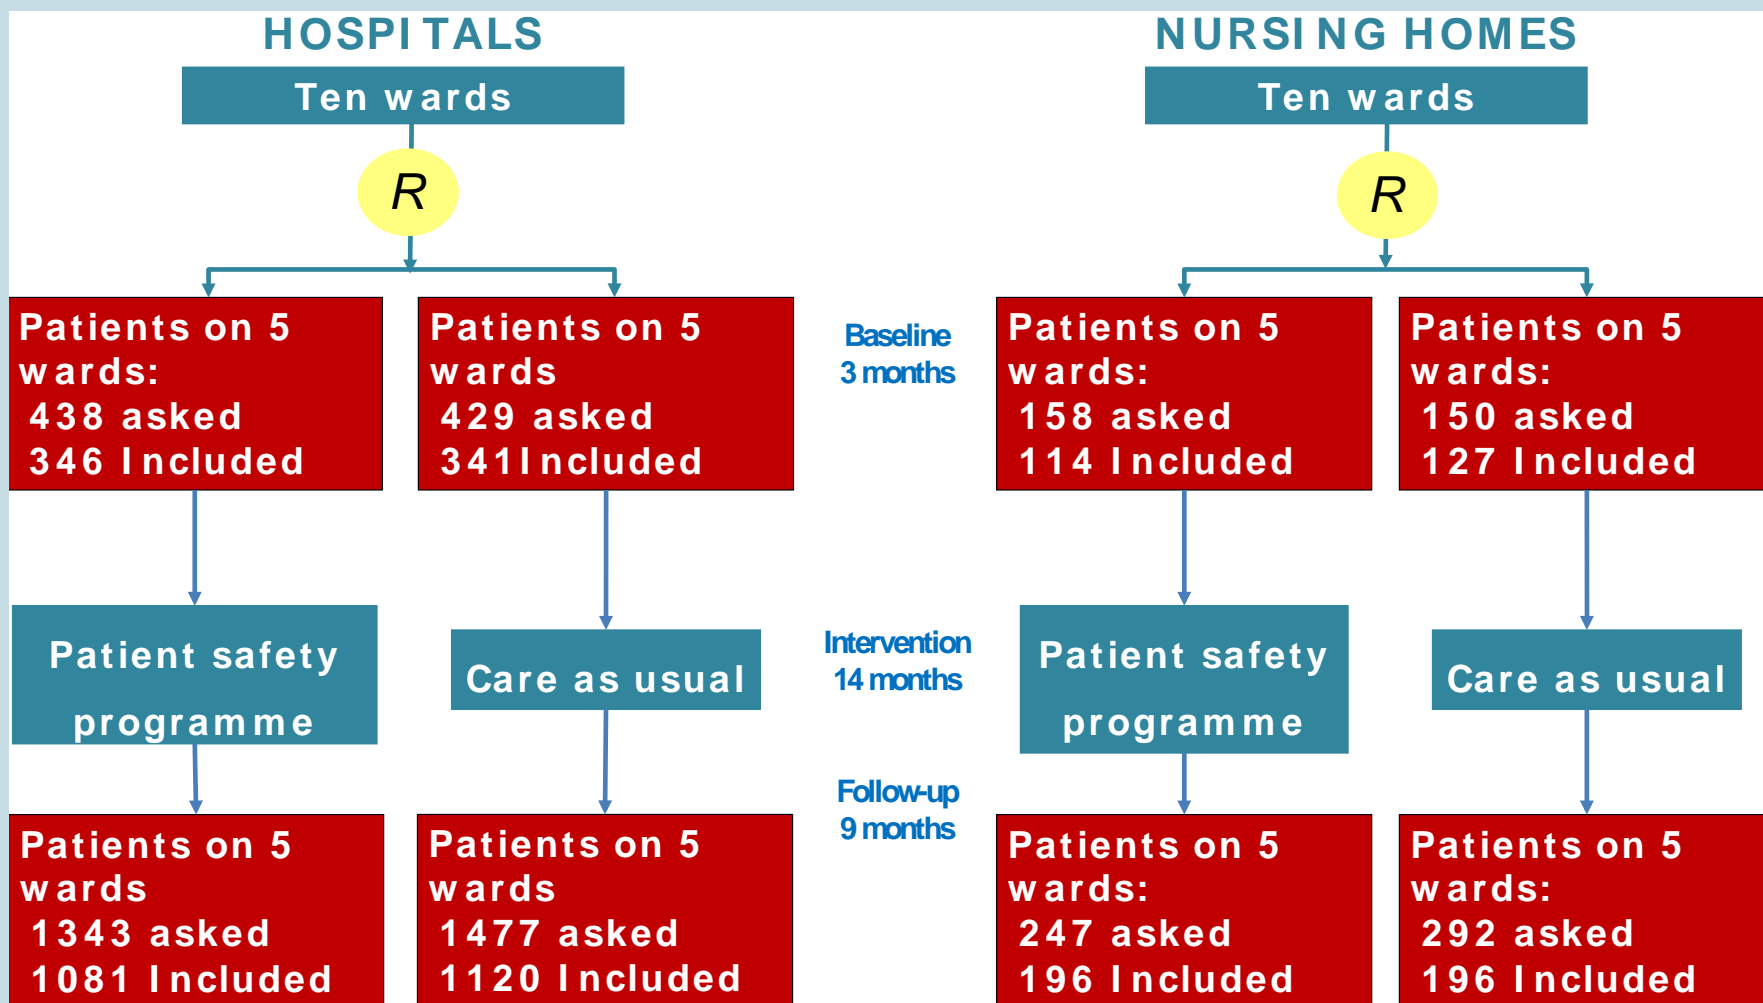 HOSPITALS
Ten wards
R
Patients on 5
wards:
438 asked
346 Included
Patients on 5
wards
429 asked
341Included
Patient safety
programme
Care as usual
Patients on 5
wards
1343 asked
1081 Included
Patients on 5
wards
1477 asked
1120 Included
Baseline
3 months
Intervention
14 months
Follow-up
9 months
NURSING HOMES
Ten wards
R
Patients on 5
wards:
158 asked
114 Included
Patients on 5
wards:
150 asked
127 Included
Patient safety
programme
Care as usual
Patients on 5
wards:
247 asked
196 Included
Patients on 5
wards:
292 asked
196 Included